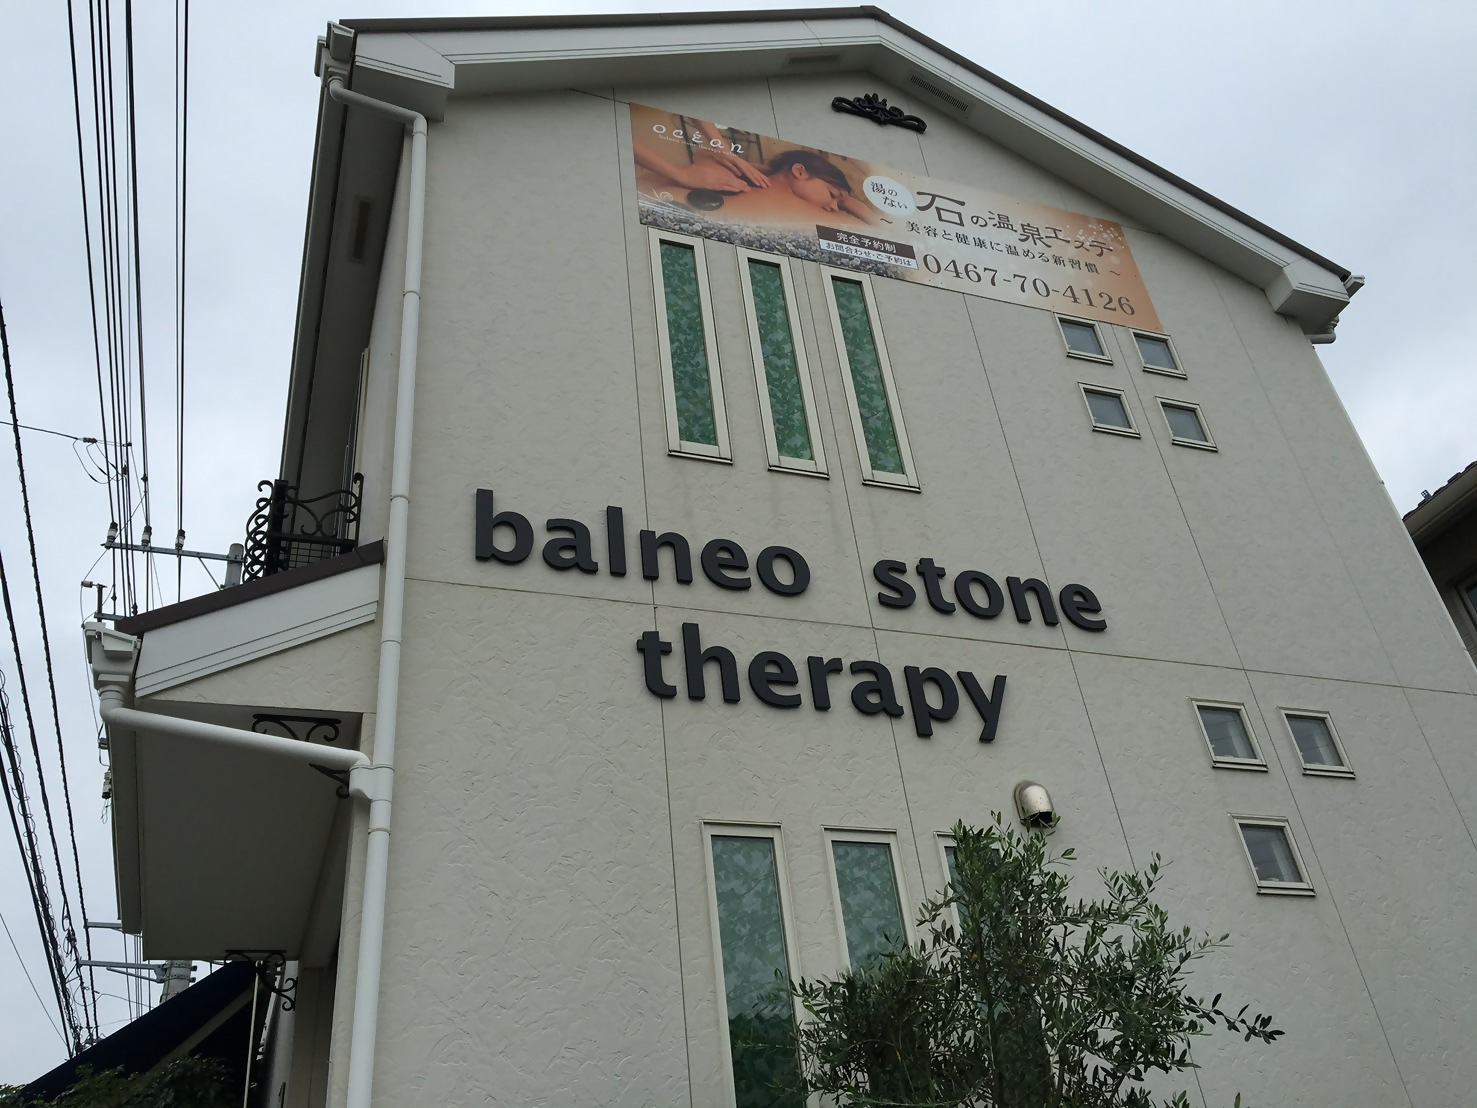 océan
湯の
ない
石の温泉エステ
～ 美容と健康に温める新習慣 ～
完全予約制
お問合わせ・ご予約は
0467-70-4126
balneo stone
therapy